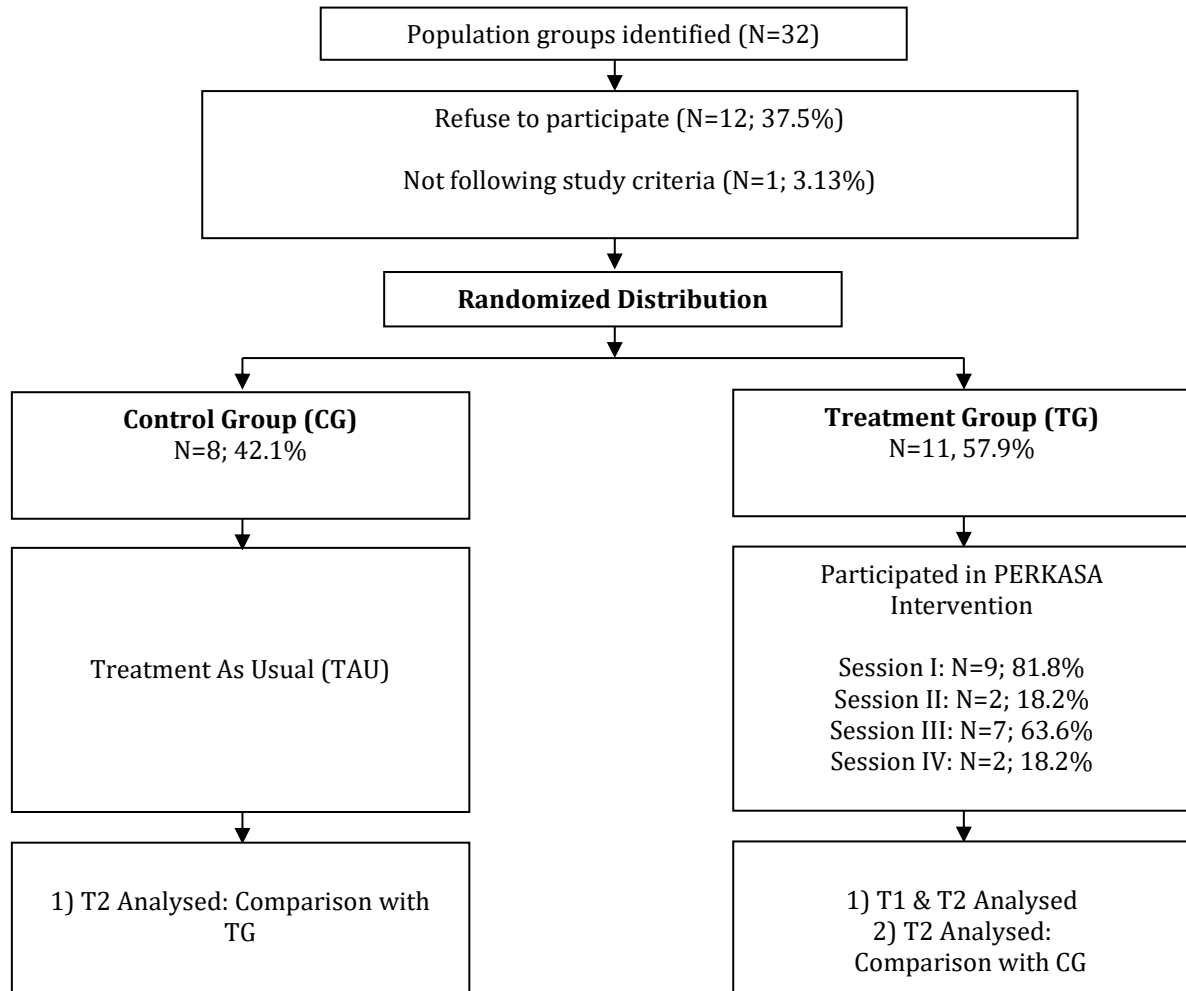 Population groups identified (N=32)
Refuse to participate (N=12; 37.5%)
Not following study criteria (N=1; 3.13%)
Randomized Distribution
Control Group (CG)
N=8; 42.1%
Treatment Group (TG)
N=11, 57.9%
Treatment As Usual (TAU)
Participated in PERKASA
Intervention
Session I: N=9; 81.8%
Session II: N=2; 18.2%
Session III: N=7; 63.6%
Session IV: N=2; 18.2%
1) T2 Analysed: Comparison with
TG
1) T1 & T2 Analysed
2) T2 Analysed:
Comparison with CG